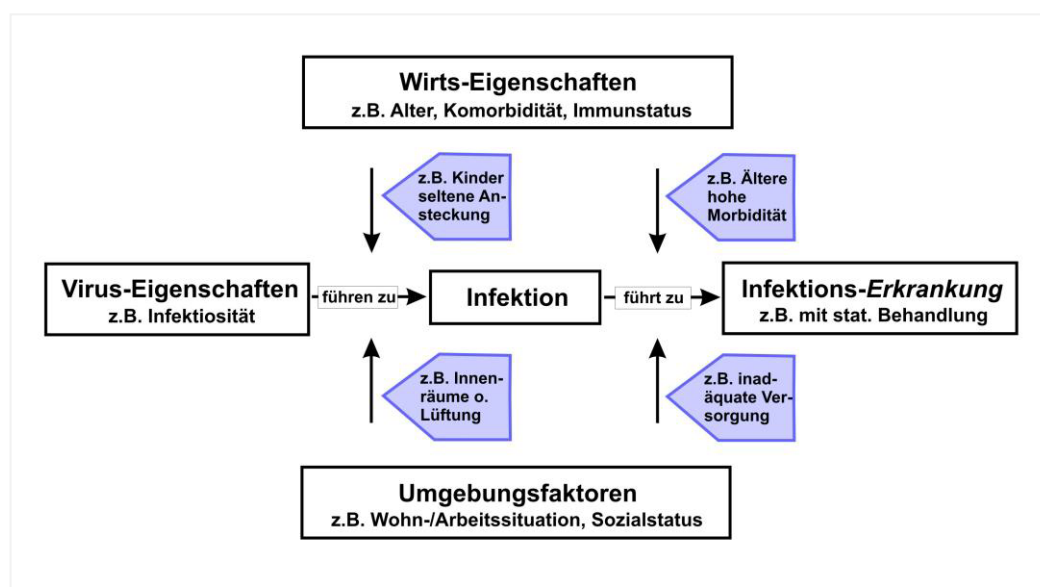 Wirts-Eigenschaften
z.B. Alter, Komorbidität, Immunstatus
z.B. Kinder
seltene An-
steckung
z.B. Ältere
hohe
Morbidität
Virus-Eigenschaften
z.B. Infektiosität
führen zu
Infektion
führt zu
Infektions-Erkrankung
z.B. mit stat. Behandlung
z.B. Innen-
räume o.
Lüftung
z.B. inad-
äquate Ver-
sorgung
Umgebungsfaktoren
z.B. Wohn-/Arbeitssituation, Sozialstatus